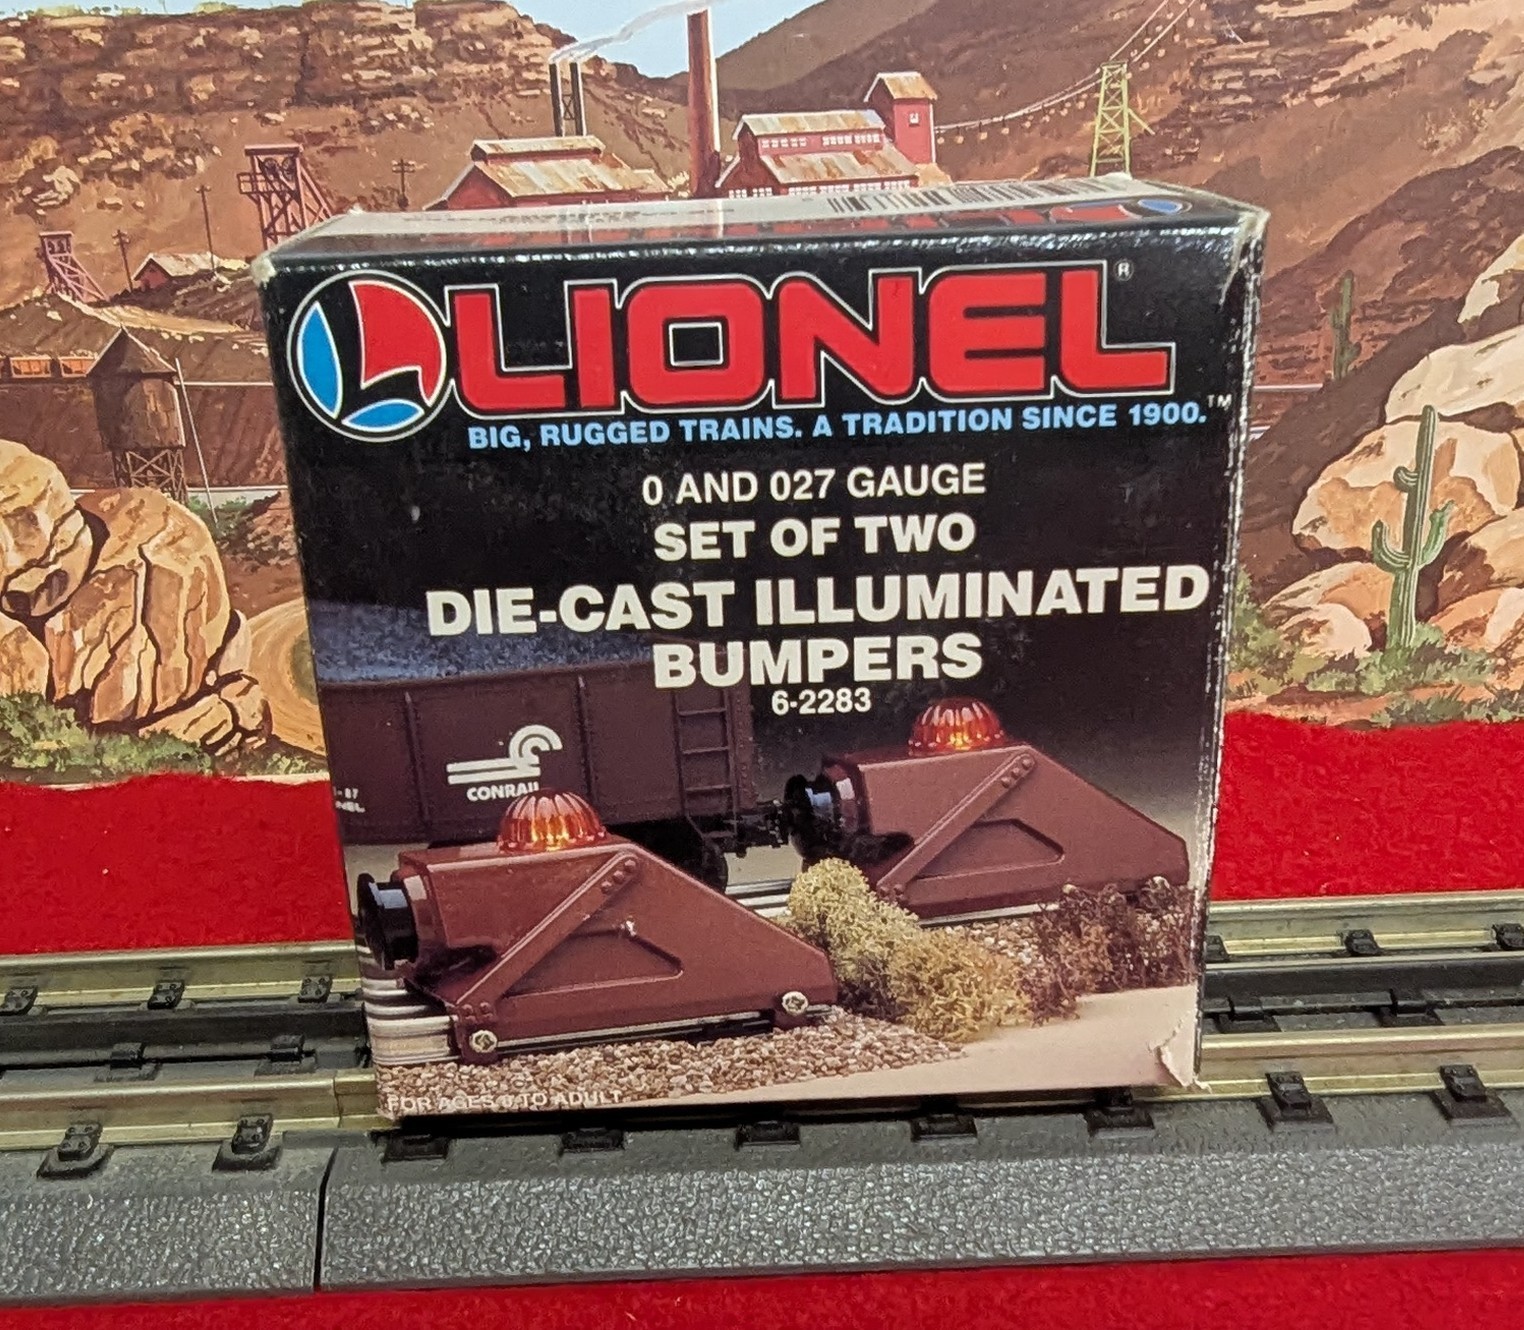 LIONEL®
BIG, RUGGED TRAINS. A TRADITION SINCE 1900.™
0 AND 027 GAUGE
SET OF TWO
DIE-CAST ILLUMINATED
BUMPERS
6-2283
CONRAIL
FOR AGES 8 TO ADULT